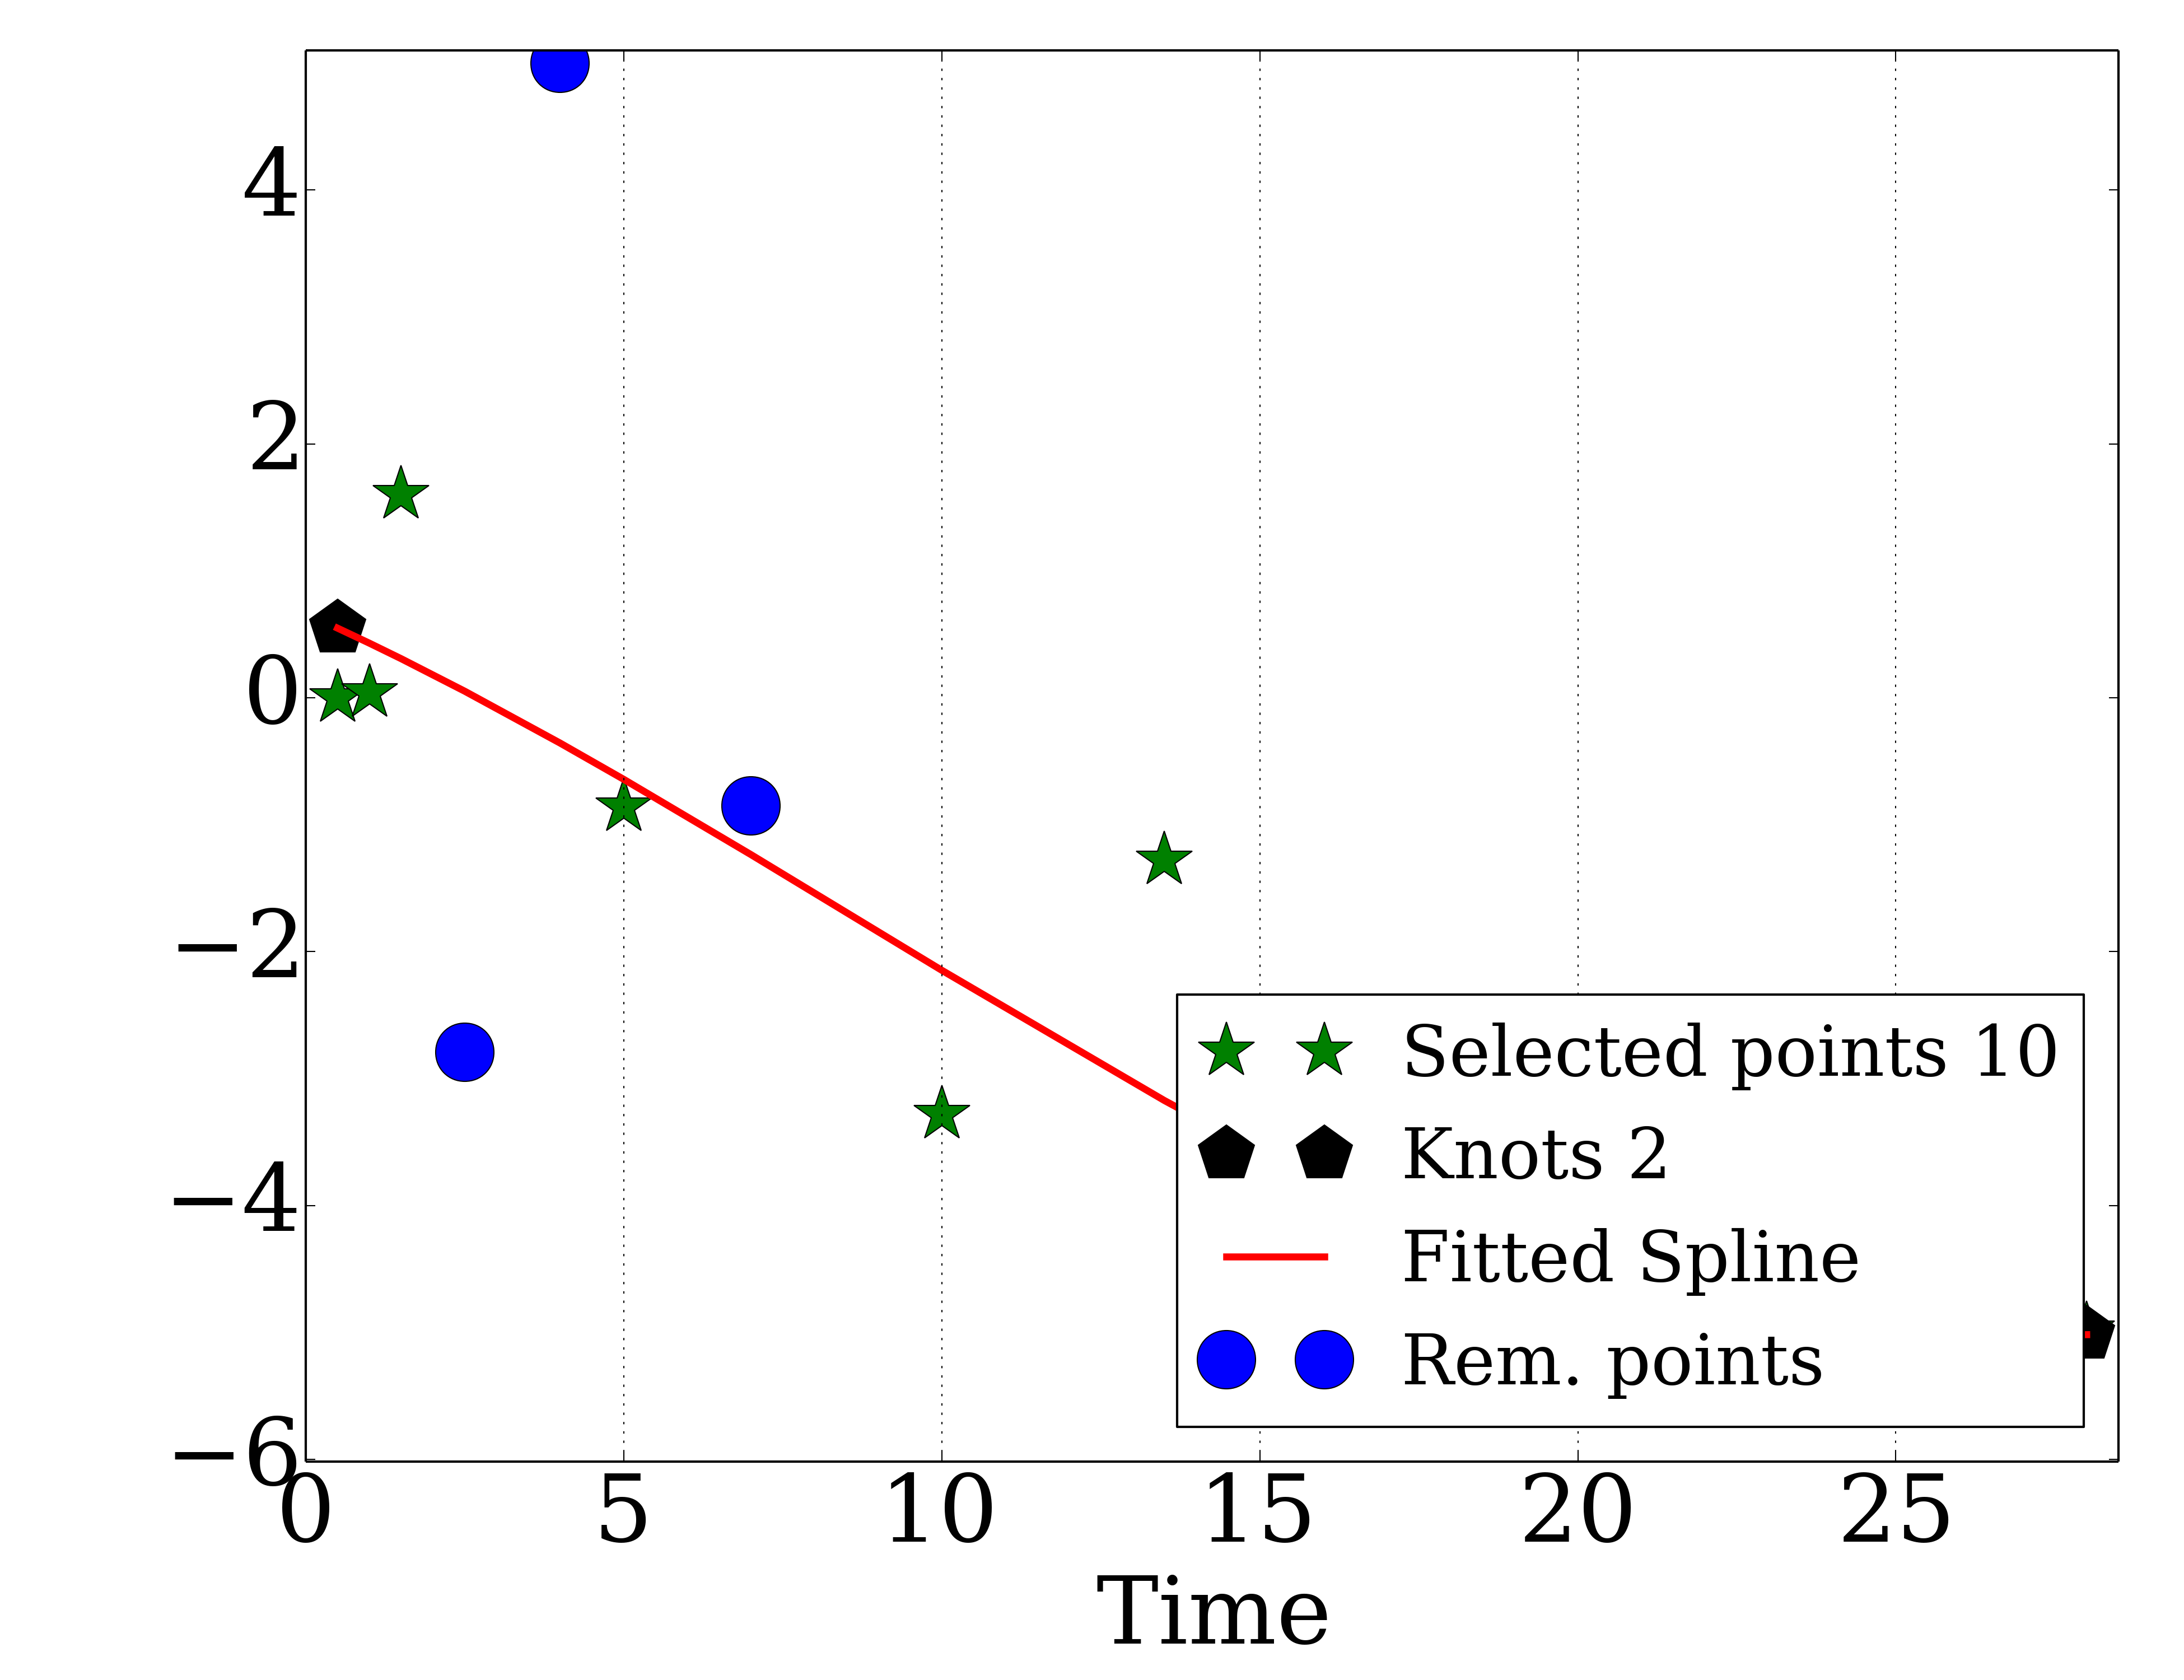 4
2
0
−2
−4
−6
Selected points 10
Knots 2
Fitted Spline
Rem. points
0 5 10 15 20 25
Time